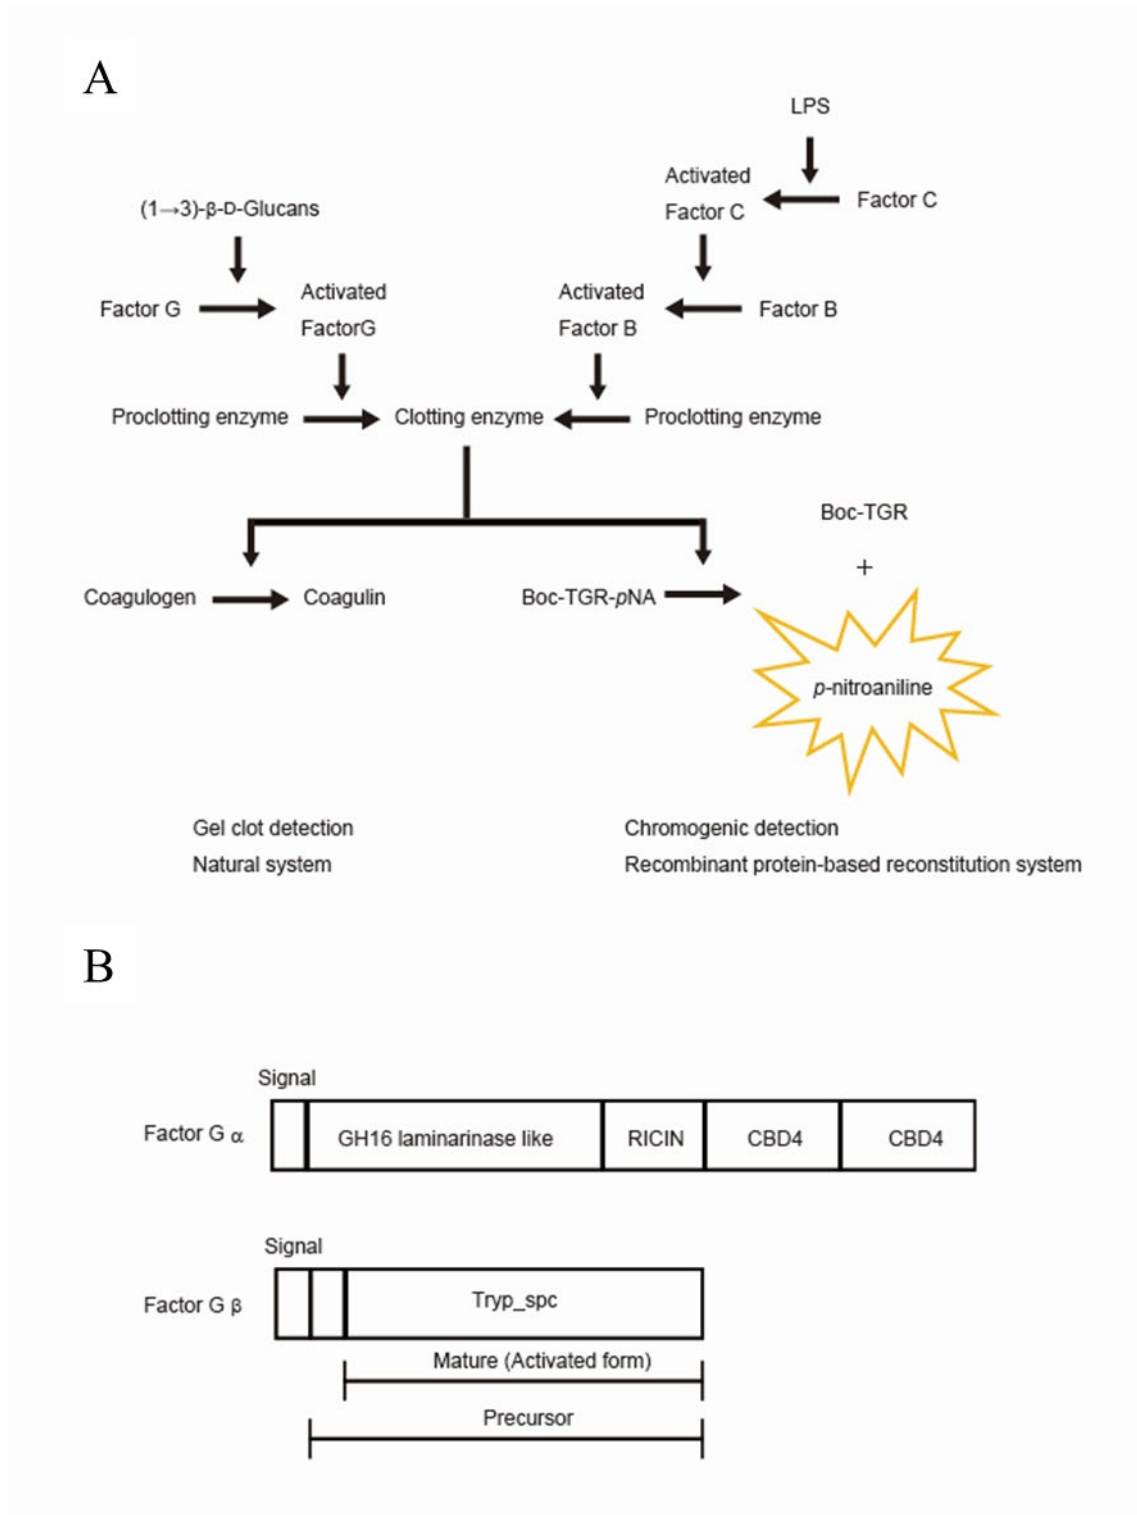 A
LPS
Activated
Factor C
Factor C
(1→3)-β-D-Glucans
Factor G
Activated
FactorG
Activated
Factor B
Factor B
Proclotting enzyme
Clotting enzyme
Proclotting enzyme
Boc-TGR
+
Coagulogen
Coagulin
Boc-TGR-pNA
p-nitroaniline
Gel clot detection
Natural system
Chromogenic detection
Recombinant protein-based reconstitution system
B
Signal
Factor G α
GH16 laminarinase like
RICIN
CBD4
CBD4
Signal
Factor G β
Tryp_spc
Mature (Activated form)
Precursor